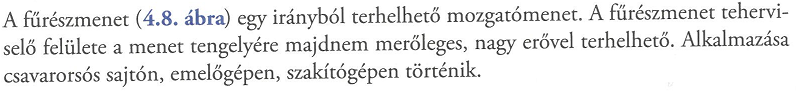 A fűrészmenet (4.8. ábra) egy irányból terhelhető mozgatómenet. A fűrészmenet tehervi-
selő felülete a menet tengelyére majdnem merőleges, nagy erővel terhelhető. Alkalmazása
csavarorsós sajtón, emelőgépen, szakítógépen történik.